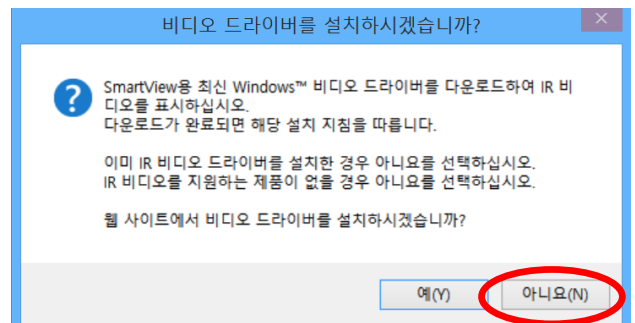 비디오 드라이버를 설치하시겠습니까?
SmartView용 최신 Windows™ 비디오 드라이버를 다운로드하여 IR 비
디오를 표시하십시오.
다운로드가 완료되면 해당 설치 지침을 따릅니다.
이미 IR 비디오 드라이버를 설치한 경우 아니요를 선택하십시오.
IR 비디오를 지원하는 제품이 없을 경우 아니요를 선택하십시오.
웹 사이트에서 비디오 드라이버를 설치하시겠습니까?
예(Y)
아니요(N)